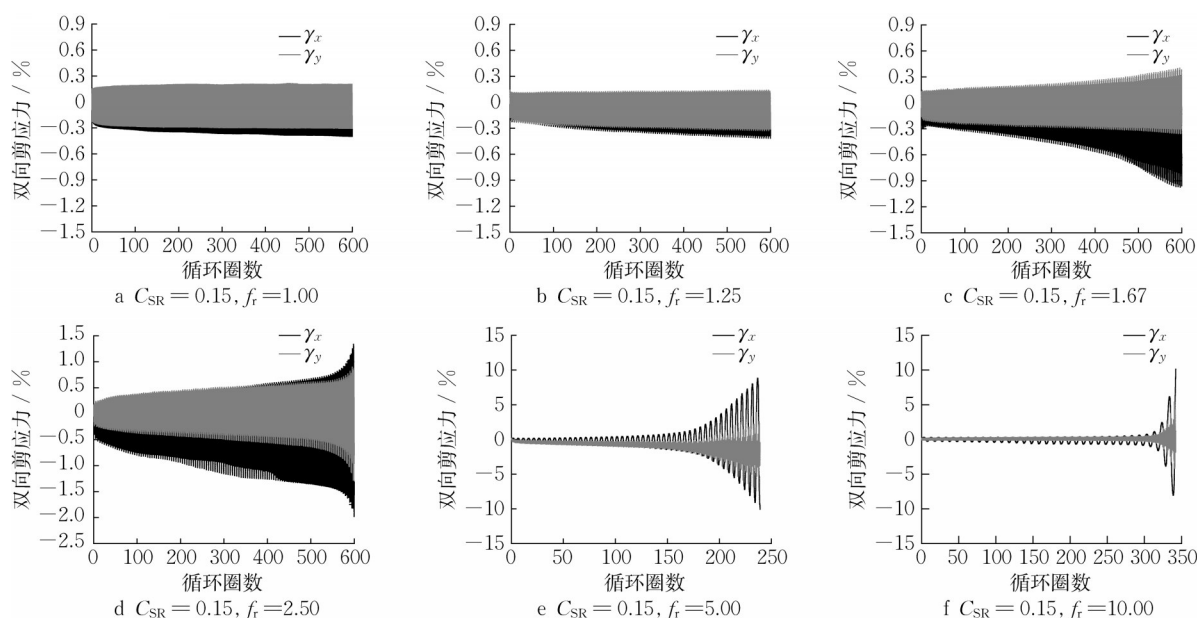 γx
γy
双向剪应力 / %
0.9
0.6
0.3
0
−0.3
−0.6
−0.9
−1.2
−1.5
0 100 200 300 400 500 600
循环圈数
a CSR = 0.15, fr = 1.00
γx
γy
双向剪应力 / %
0.9
0.6
0.3
0
−0.3
−0.6
−0.9
−1.2
−1.5
0 100 200 300 400 500 600
循环圈数
b CSR = 0.15, fr = 1.25
γx
γy
双向剪应力 / %
0.9
0.6
0.3
0
−0.3
−0.6
−0.9
−1.2
−1.5
0 100 200 300 400 500 600
循环圈数
c CSR = 0.15, fr = 1.67
γx
γy
双向剪应力 / %
1.5
1.0
0.5
0
−0.5
−1.0
−1.5
−2.0
−2.5
0 100 200 300 400 500 600
循环圈数
d CSR = 0.15, fr = 2.50
γx
γy
双向剪应力 / %
15
10
5
0
−5
−10
−15
0 50 100 150 200 250
循环圈数
e CSR = 0.15, fr = 5.00
γx
γy
双向剪应力 / %
15
10
5
0
−5
−10
−15
0 50 100 150 200 250 300 350
循环圈数
f CSR = 0.15, fr = 10.00